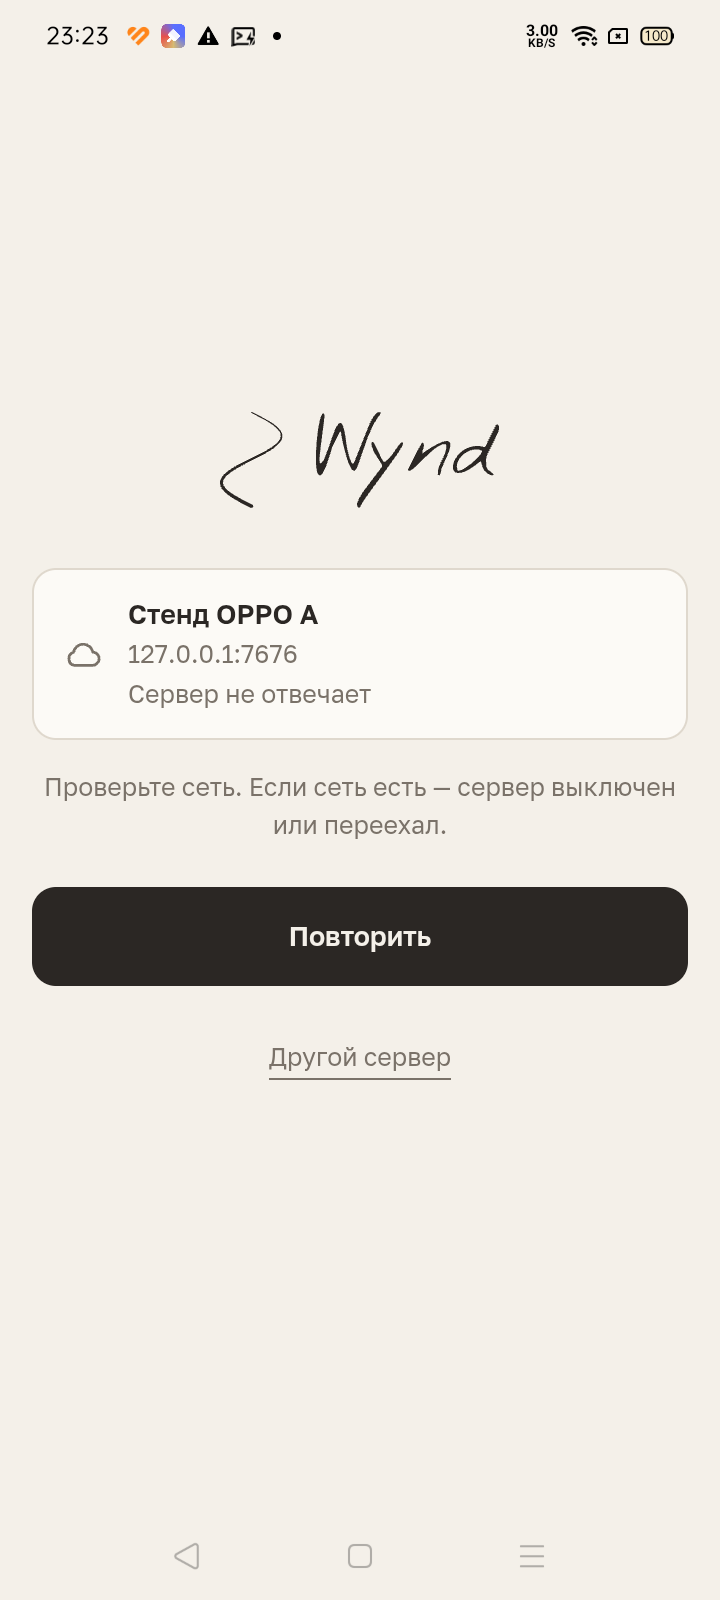 23:23
3.00
KB/S
100
Wynd
Стенд OPPO A
127.0.0.1:7676
Сервер не отвечает
Проверьте сеть. Если сеть есть — сервер выключен
или переехал.
Повторить
Другой сервер